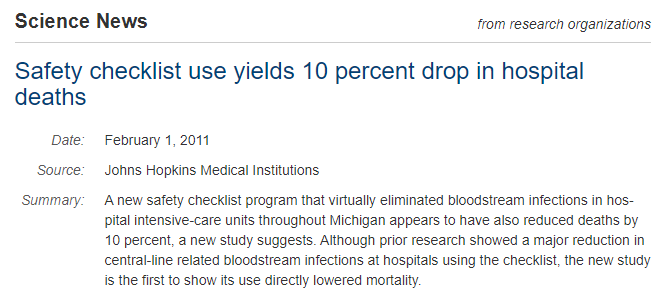 Science News
from research organizations
Safety checklist use yields 10 percent drop in hospital
deaths
Date: February 1, 2011
Source: Johns Hopkins Medical Institutions
Summary: A new safety checklist program that virtually eliminated bloodstream infections in hos-
pital intensive-care units throughout Michigan appears to have also reduced deaths by
10 percent, a new study suggests. Although prior research showed a major reduction in
central-line related bloodstream infections at hospitals using the checklist, the new study
is the first to show its use directly lowered mortality.